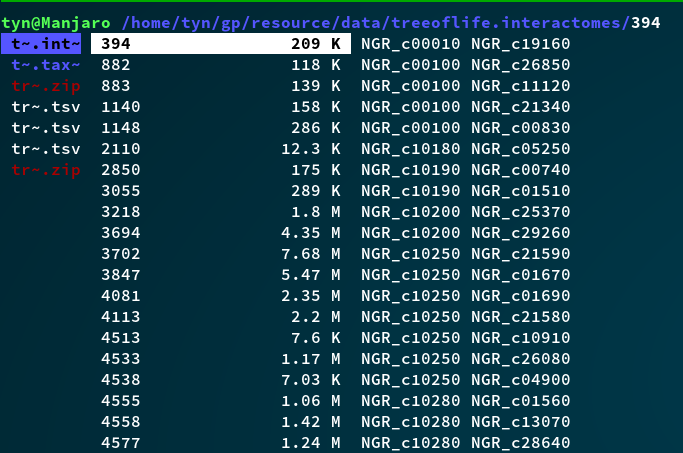 tyn@Manjaro /home/tyn/gp/resource/data/treeoflife.interactomes/394
t~.int~ 394 209 K NGR_c00010 NGR_c19160
t~.tax~ 882 118 K NGR_c00100 NGR_c26850
tr~.zip 883 139 K NGR_c00100 NGR_c11120
tr~.tsv 1140 158 K NGR_c00100 NGR_c21340
tr~.tsv 1148 286 K NGR_c00100 NGR_c00830
tr~.tsv 2110 12.3 K NGR_c10180 NGR_c05250
tr~.zip 2850 175 K NGR_c10190 NGR_c00740
3055 289 K NGR_c10190 NGR_c01510
3218 1.8 M NGR_c10200 NGR_c25370
3694 4.35 M NGR_c10200 NGR_c29260
3702 7.68 M NGR_c10250 NGR_c21590
3847 5.47 M NGR_c10250 NGR_c01670
4081 2.35 M NGR_c10250 NGR_c01690
4113 2.2 M NGR_c10250 NGR_c21580
4513 7.6 K NGR_c10250 NGR_c10910
4533 1.17 M NGR_c10250 NGR_c26080
4538 7.03 K NGR_c10250 NGR_c04900
4555 1.06 M NGR_c10280 NGR_c01560
4558 1.42 M NGR_c10280 NGR_c13070
4577 1.24 M NGR_c10280 NGR_c28640